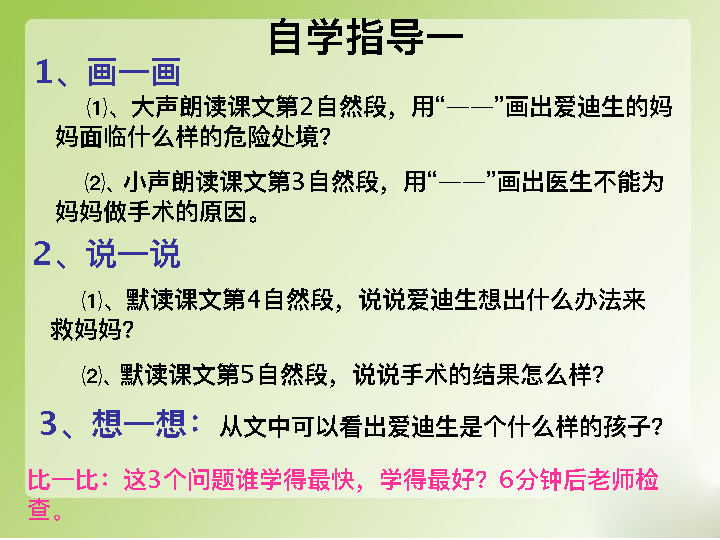 自学指导一
1、画一画
⑴、大声朗读课文第2自然段，用“——”画出爱迪生的妈
妈面临什么样的危险处境？
⑵、小声朗读课文第3自然段，用“——”画出医生不能为
妈妈做手术的原因。
2、说一说
⑴、默读课文第4自然段，说说爱迪生想出什么办法来
救妈妈？
⑵、默读课文第5自然段，说说手术的结果怎么样？
3、想一想：从文中可以看出爱迪生是个什么样的孩子？
比一比：这3个问题谁学得最快，学得最好？6分钟后老师检
查。